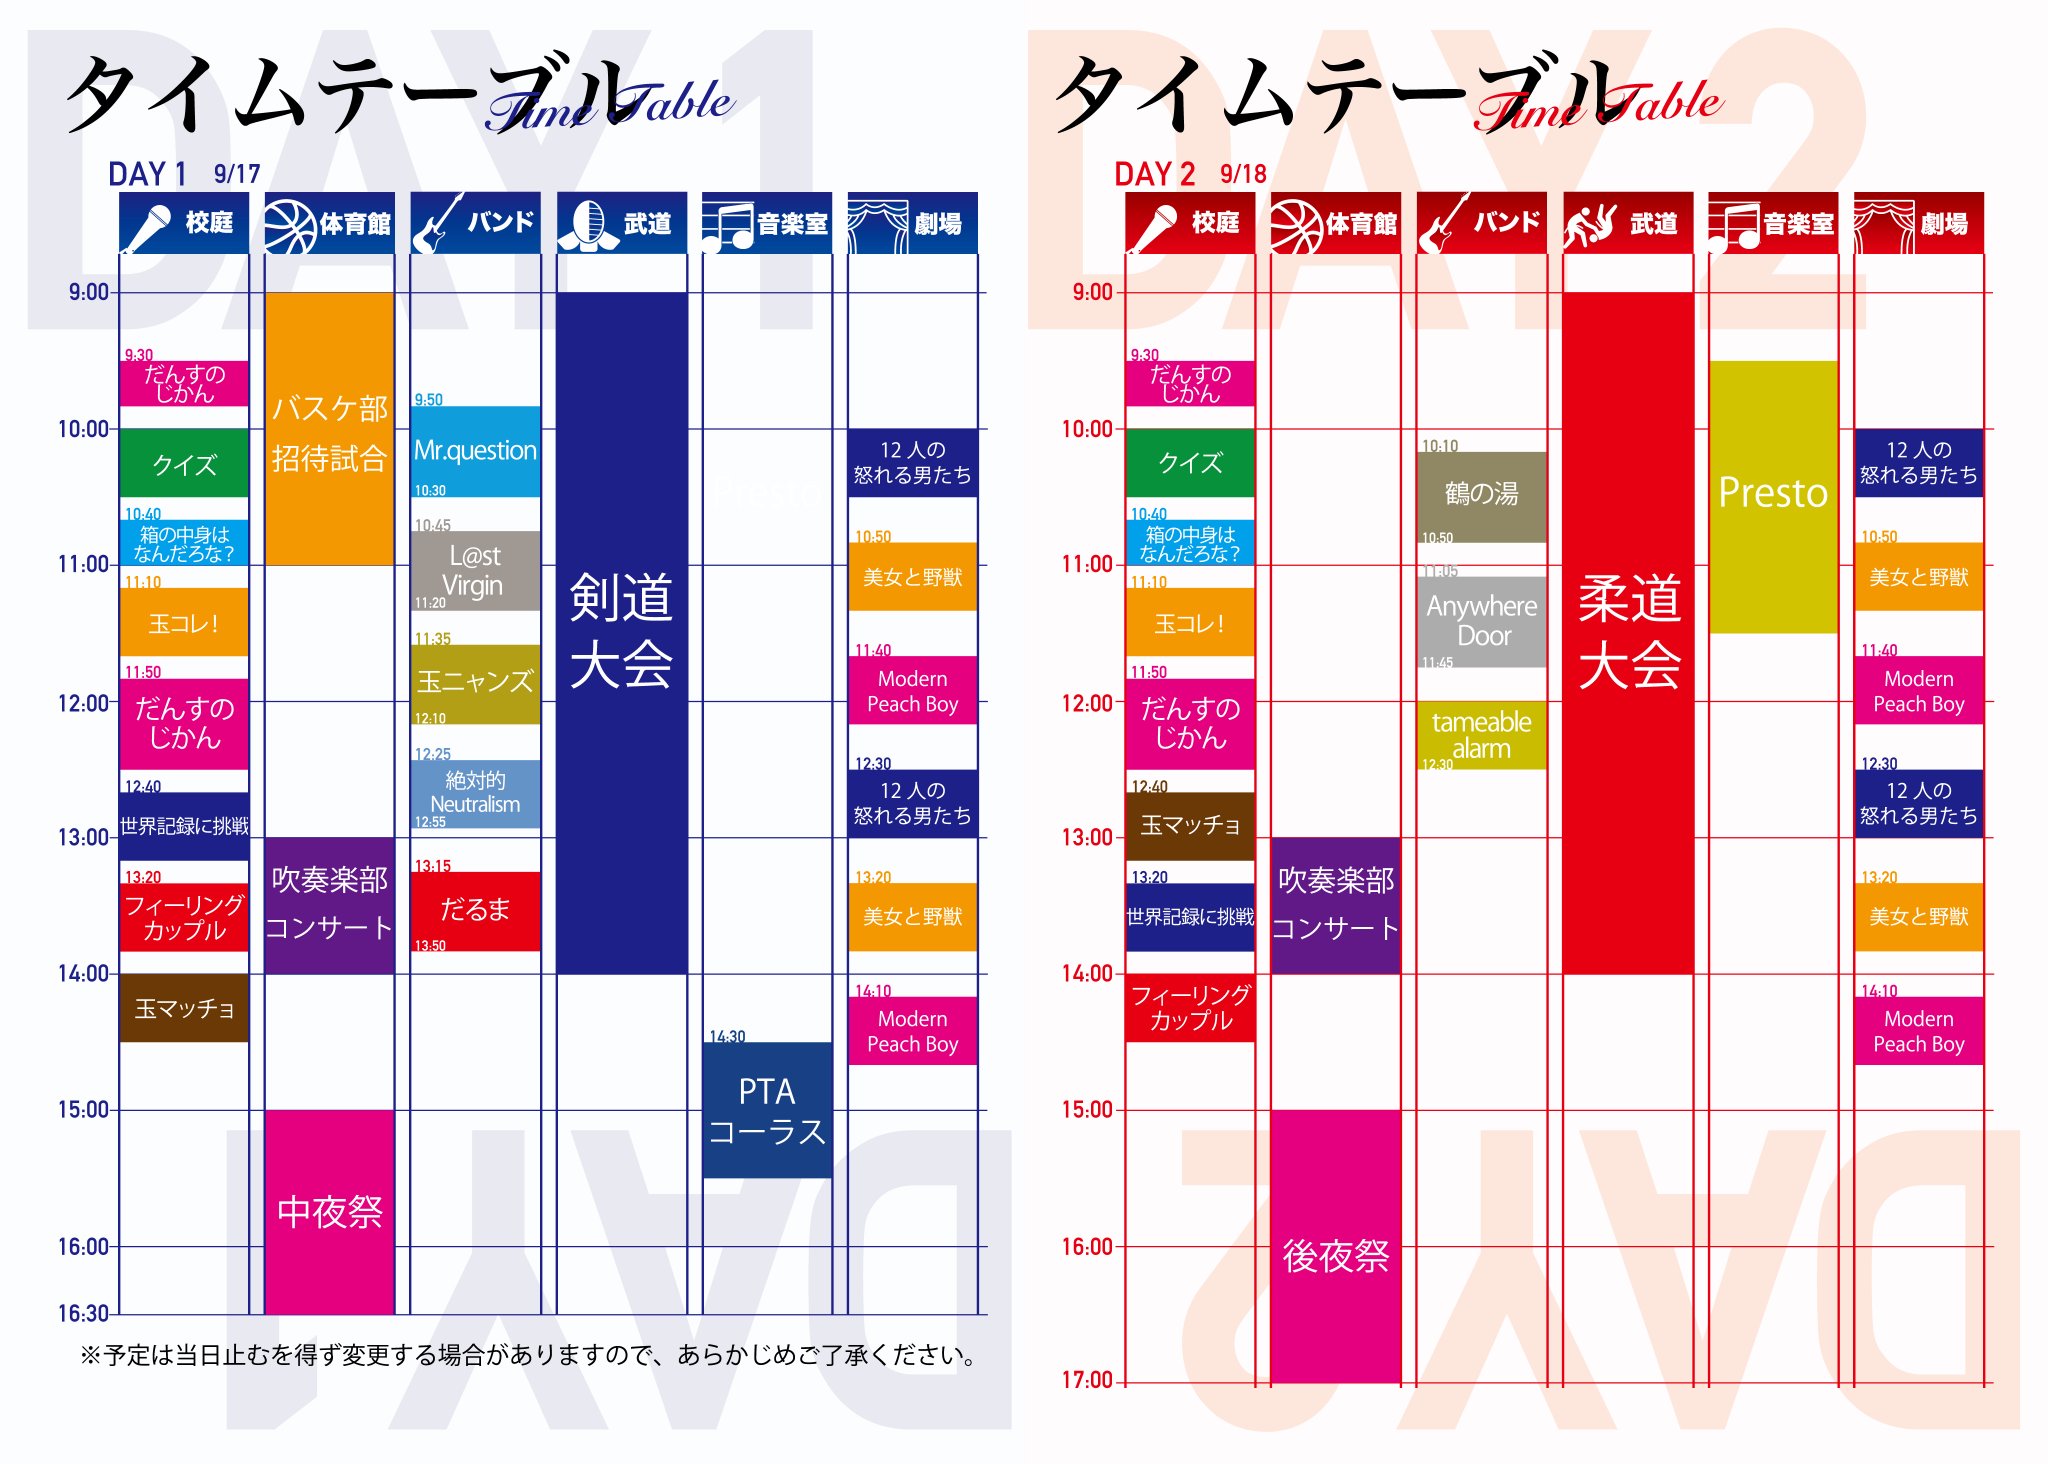 DAY 1
タイムテーブル
Time Table
DAY 1 9/17
校庭 体育館 バンド 武道 音楽室 劇場
9:00
10:00
11:00
12:00
13:00
14:00
15:00
16:00
16:30
9:30
だんすの
じかん
クイズ
10:40
箱の中身は
なんだろな？
11:10
玉コレ！
11:50
だんすの
じかん
12:40
世界記録に挑戦
13:20
フィーリング
カップル
玉マッチョ
バスケ部
招待試合
吹奏楽部
コンサート
中夜祭
9:50
Mr.question
10:30
10:45
L@st
Virgin
11:20
11:35
玉ニャンズ
12:10
12:25
絶対的
Neutralism
12:55
13:15
だるま
13:50
剣道
大会
Presto
14:30
PTA
コーラス
12人の
怒れる男たち
10:50
美女と野獣
11:40
Modern
Peach Boy
12:30
12人の
怒れる男たち
13:20
美女と野獣
14:10
Modern
Peach Boy
※予定は当日止むを得ず変更する場合がありますので、あらかじめご了承ください。
DAY 1
DAY 2
タイムテーブル
Time Table
DAY 2 9/18
校庭 体育館 バンド 武道 音楽室 劇場
9:00
10:00
11:00
12:00
13:00
14:00
15:00
16:00
17:00
9:30
だんすの
じかん
クイズ
10:40
箱の中身は
なんだろな？
11:10
玉コレ！
11:50
だんすの
じかん
12:40
玉マッチョ
13:20
世界記録に挑戦
フィーリング
カップル
吹奏楽部
コンサート
後夜祭
10:10
鶴の湯
10:50
11:05
Anywhere
Door
11:45
tameable
alarm
12:30
柔道
大会
Presto
12人の
怒れる男たち
10:50
美女と野獣
11:40
Modern
Peach Boy
12:30
12人の
怒れる男たち
13:20
美女と野獣
14:10
Modern
Peach Boy
DAY 2